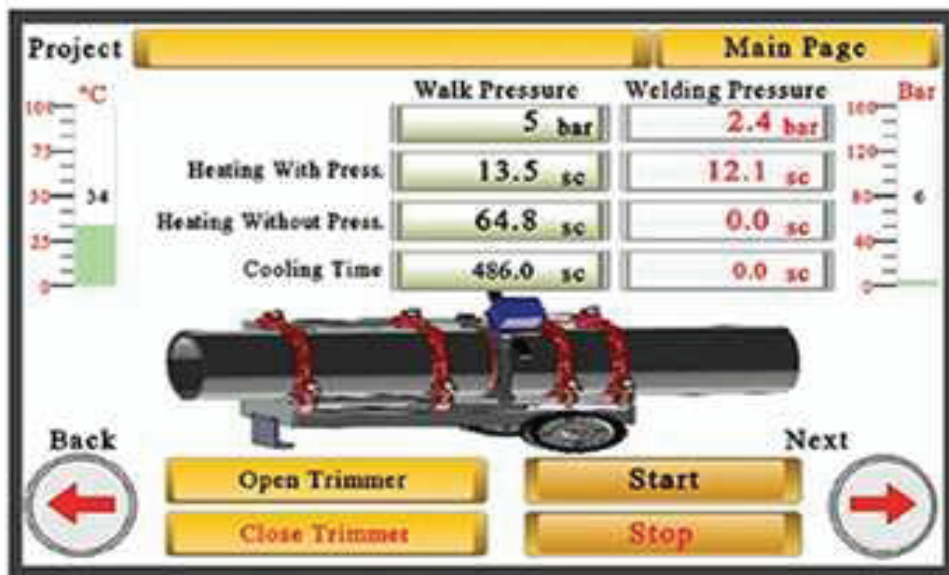 Project
Main Page
°C
Walk Pressure
Welding Pressure
Bar
100
75
50
25
0
34
5 bar
2.4 bar
Heating With Press.
13.5 sc
12.1 sc
Heating Without Press.
64.8 sc
0.0 sc
Cooling Time
486.0 sc
0.0 sc
160
120
80
40
0
6
Back
Next
Open Trimmer
Start
Close Trimmer
Stop